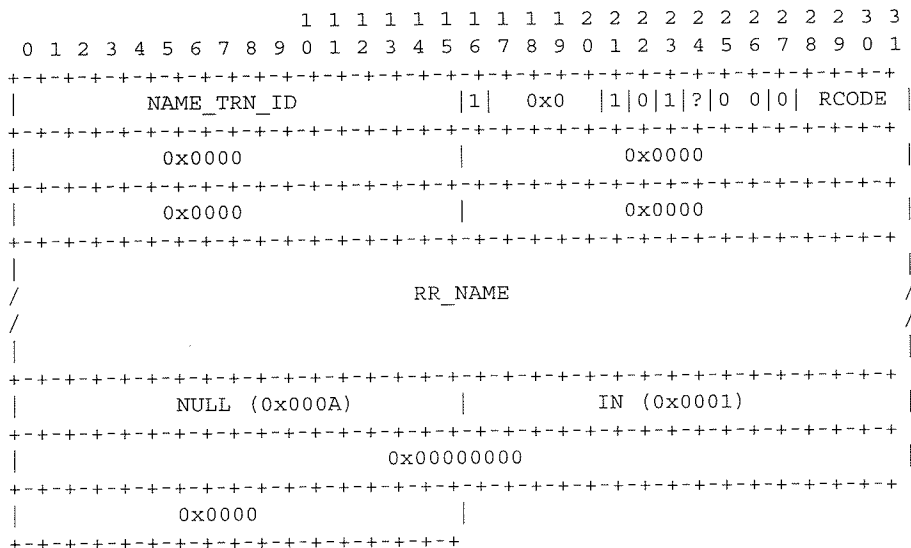 1 1 1 1 1 1 1 1 1 1 2 2 2 2 2 2 2 2 2 2 3 3
 0 1 2 3 4 5 6 7 8 9 0 1 2 3 4 5 6 7 8 9 0 1 2 3 4 5 6 7 8 9 0 1
+-+-+-+-+-+-+-+-+-+-+-+-+-+-+-+-+-+-+-+-+-+-+-+-+-+-+-+-+-+-+-+-+
|         NAME_TRN_ID           |1|  0x0  |1|0|1|?|0 0|0| RCODE |
+-+-+-+-+-+-+-+-+-+-+-+-+-+-+-+-+-+-+-+-+-+-+-+-+-+-+-+-+-+-+-+-+
|          0x0000               |           0x0000              |
+-+-+-+-+-+-+-+-+-+-+-+-+-+-+-+-+-+-+-+-+-+-+-+-+-+-+-+-+-+-+-+-+
|          0x0000               |           0x0000              |
+-+-+-+-+-+-+-+-+-+-+-+-+-+-+-+-+-+-+-+-+-+-+-+-+-+-+-+-+-+-+-+-+
|                                                               |
/                            RR_NAME                            /
/                                                               /
|                                                               |
+-+-+-+-+-+-+-+-+-+-+-+-+-+-+-+-+-+-+-+-+-+-+-+-+-+-+-+-+-+-+-+-+
|           NULL (0x000A)       |         IN (0x0001)           |
+-+-+-+-+-+-+-+-+-+-+-+-+-+-+-+-+-+-+-+-+-+-+-+-+-+-+-+-+-+-+-+-+
|                          0x00000000                           |
+-+-+-+-+-+-+-+-+-+-+-+-+-+-+-+-+-+-+-+-+-+-+-+-+-+-+-+-+-+-+-+-+
|           0x0000              |
+-+-+-+-+-+-+-+-+-+-+-+-+-+-+-+-+